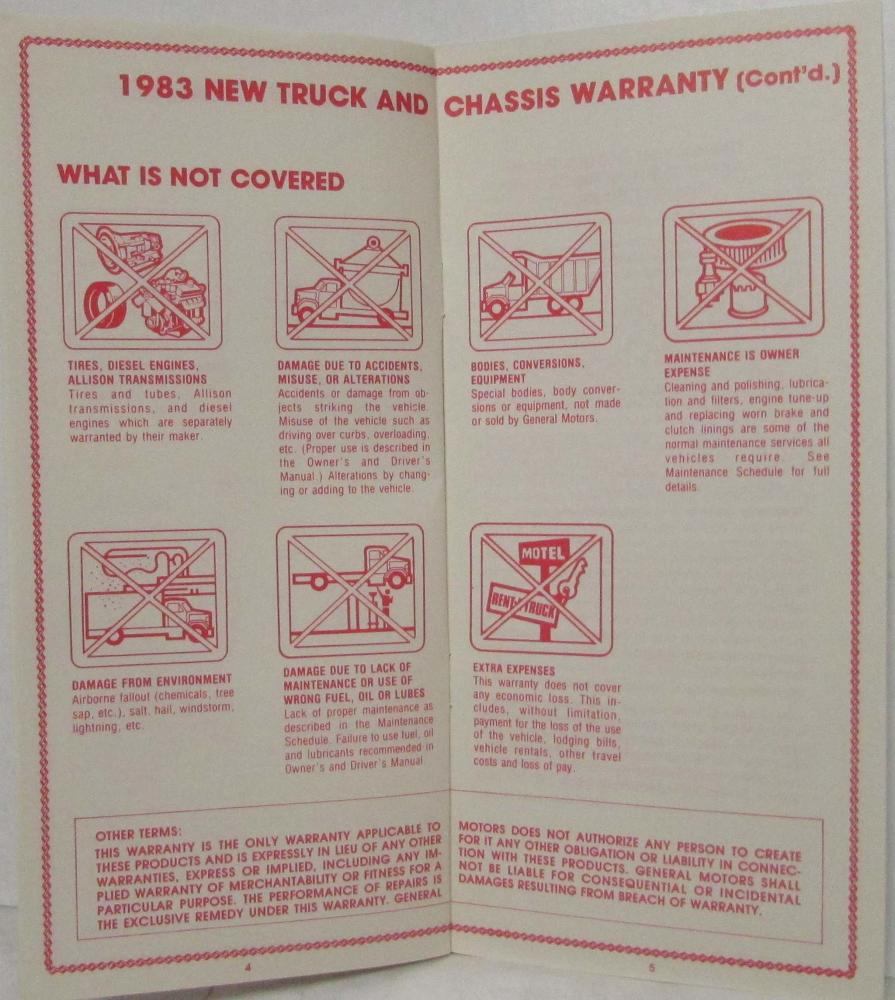 1983 NEW TRUCK AND CHASSIS WARRANTY (Cont'd.)
WHAT IS NOT COVERED
TIRES, DIESEL ENGINES,
ALLISON TRANSMISSIONS
Tires and tubes, Allison
transmissions, and diesel
engines which are separately
warranted by their maker.
DAMAGE DUE TO ACCIDENTS,
MISUSE, OR ALTERATIONS
Accidents or damage from ob-
jects striking the vehicle.
Misuse of the vehicle such as
driving over curbs, overloading,
etc. (Proper use is described in
the Owner's and Driver's
Manual.) Alterations by chang-
ing or adding to the vehicle.
BODIES, CONVERSIONS,
EQUIPMENT
Special bodies, body conver-
sions or equipment, not made
or sold by General Motors.
MAINTENANCE IS OWNER
EXPENSE
Cleaning and polishing, lubrica-
tion and filters, engine tune-up
and replacing worn brake and
clutch linings are some of the
normal maintenance services all
vehicles require. See
Maintenance Schedule for full
details.
DAMAGE FROM ENVIRONMENT
Airborne fallout (chemicals, tree
sap, etc.), salt, hail, windstorm,
lightning, etc.
DAMAGE DUE TO LACK OF
MAINTENANCE OR USE OF
WRONG FUEL, OIL OR LUBES
Lack of proper maintenance as
described in the Maintenance
Schedule. Failure to use fuel, oil
and lubricants recommended in
Owner's and Driver's Manual
MOTEL
RENT-A-TRUCK
EXTRA EXPENSES
This warranty does not cover
any economic loss. This in-
cludes, without limitation,
payment for the loss of the use
of the vehicle, lodging bills,
vehicle rentals, other travel
costs and loss of pay.
OTHER TERMS:
THIS WARRANTY IS THE ONLY WARRANTY APPLICABLE TO
THESE PRODUCTS AND IS EXPRESSLY IN LIEU OF ANY OTHER
WARRANTIES, EXPRESS OR IMPLIED, INCLUDING ANY IM-
PLIED WARRANTY OF MERCHANTABILITY OR FITNESS FOR A
PARTICULAR PURPOSE. THE PERFORMANCE OF REPAIRS IS
THE EXCLUSIVE REMEDY UNDER THIS WARRANTY. GENERAL
MOTORS DOES NOT AUTHORIZE ANY PERSON TO CREATE
FOR IT ANY OTHER OBLIGATION OR LIABILITY IN CONNEC-
TION WITH THESE PRODUCTS. GENERAL MOTORS SHALL
NOT BE LIABLE FOR CONSEQUENTIAL OR INCIDENTAL
DAMAGES RESULTING FROM BREACH OF WARRANTY.
4
5